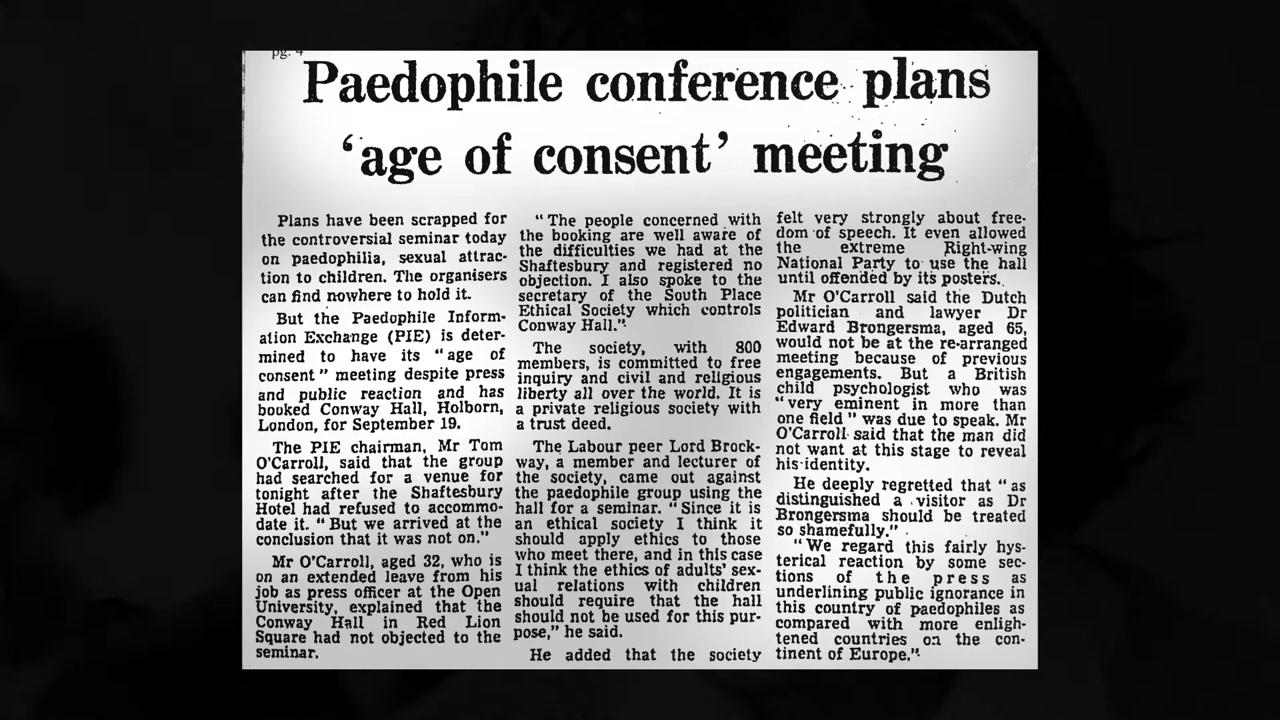 pg. 4
Paedophile conference plans
‘age of consent’ meeting
Plans have been scrapped for
the controversial seminar today
on paedophilia, sexual attrac-
tion to children. The organisers
can find nowhere to hold it.
But the Paedophile Inform-
ation Exchange (PIE) is deter-
mined to have its “age of
consent” meeting despite press
and public reaction and has
booked Conway Hall, Holborn,
London, for September 19.
The PIE chairman, Mr Tom
O'Carroll, said that the group
had searched for a venue for
tonight after the Shaftesbury
Hotel had refused to accommo-
date it. “But we arrived at the
conclusion that it was not on.”
Mr O'Carroll, aged 32, who is
on an extended leave from his
job as press officer at the Open
University, explained that the
Conway Hall in Red Lion
Square had not objected to the
seminar.
“The people concerned with
the booking are well aware of
the difficulties we had at the
Shaftesbury and registered no
objection. I also spoke to the
secretary of the South Place
Ethical Society which controls
Conway Hall.”
The society, with 800
members, is committed to free
inquiry and civil and religious
liberty all over the world. It is
a private religious society with
a trust deed.
The Labour peer Lord Brock-
way, a member and lecturer of
the society, came out against
the paedophile group using the
hall for a seminar. “Since it is
an ethical society I think it
should apply ethics to those
who meet there, and in this case
I think the ethics of adults' sex-
ual relations with children
should require that the hall
should not be used for this pur-
pose,” he said.
He added that the society
felt very strongly about free-
dom of speech. It even allowed
the extreme Right-wing
National Party to use the hall
until offended by its posters.
Mr O'Carroll said the Dutch
politician and lawyer Dr
Edward Brongersma, aged 65,
would not be at the re-arranged
meeting because of previous
engagements. But a British
child psychologist who was
“very eminent in more than
one field” was due to speak. Mr
O'Carroll said that the man did
not want at this stage to reveal
his identity.
He deeply regretted that “as
distinguished a visitor as Dr
Brongersma should be treated
so shamefully.”
“We regard this fairly hys-
terical reaction by some sec-
tions of the press as
underlining public ignorance in
this country of paedophiles as
compared with more enligh-
tened countries on the con-
tinent of Europe.”